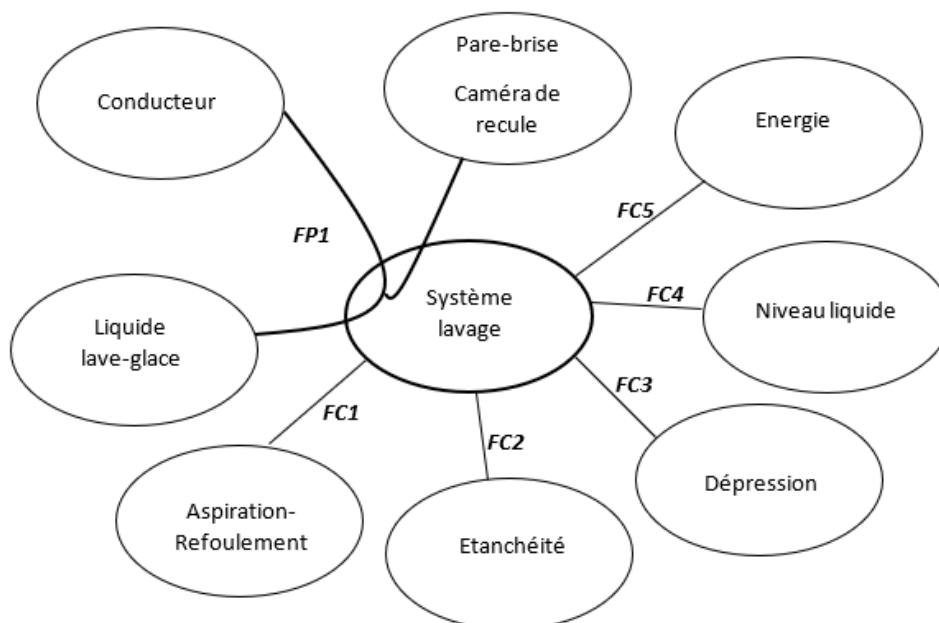 Conducteur
Pare-brise
Caméra de
recule
Energie
FC5
FP1
Système
lavage
FC4
Niveau liquide
Liquide
lave-glace
FC3
FC1
FC2
Dépression
Aspiration-
Refoulement
Etanchéité